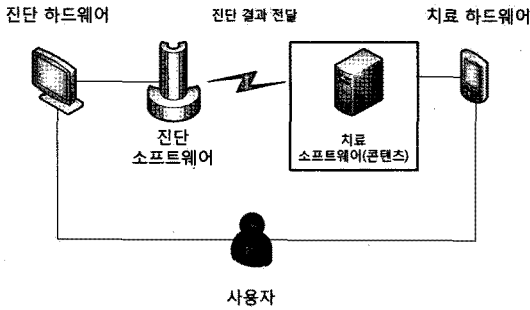 진단 하드웨어
진단 결과 전달
치료 하드웨어
진단
소프트웨어
치료
소프트웨어(콘텐츠)
사용자